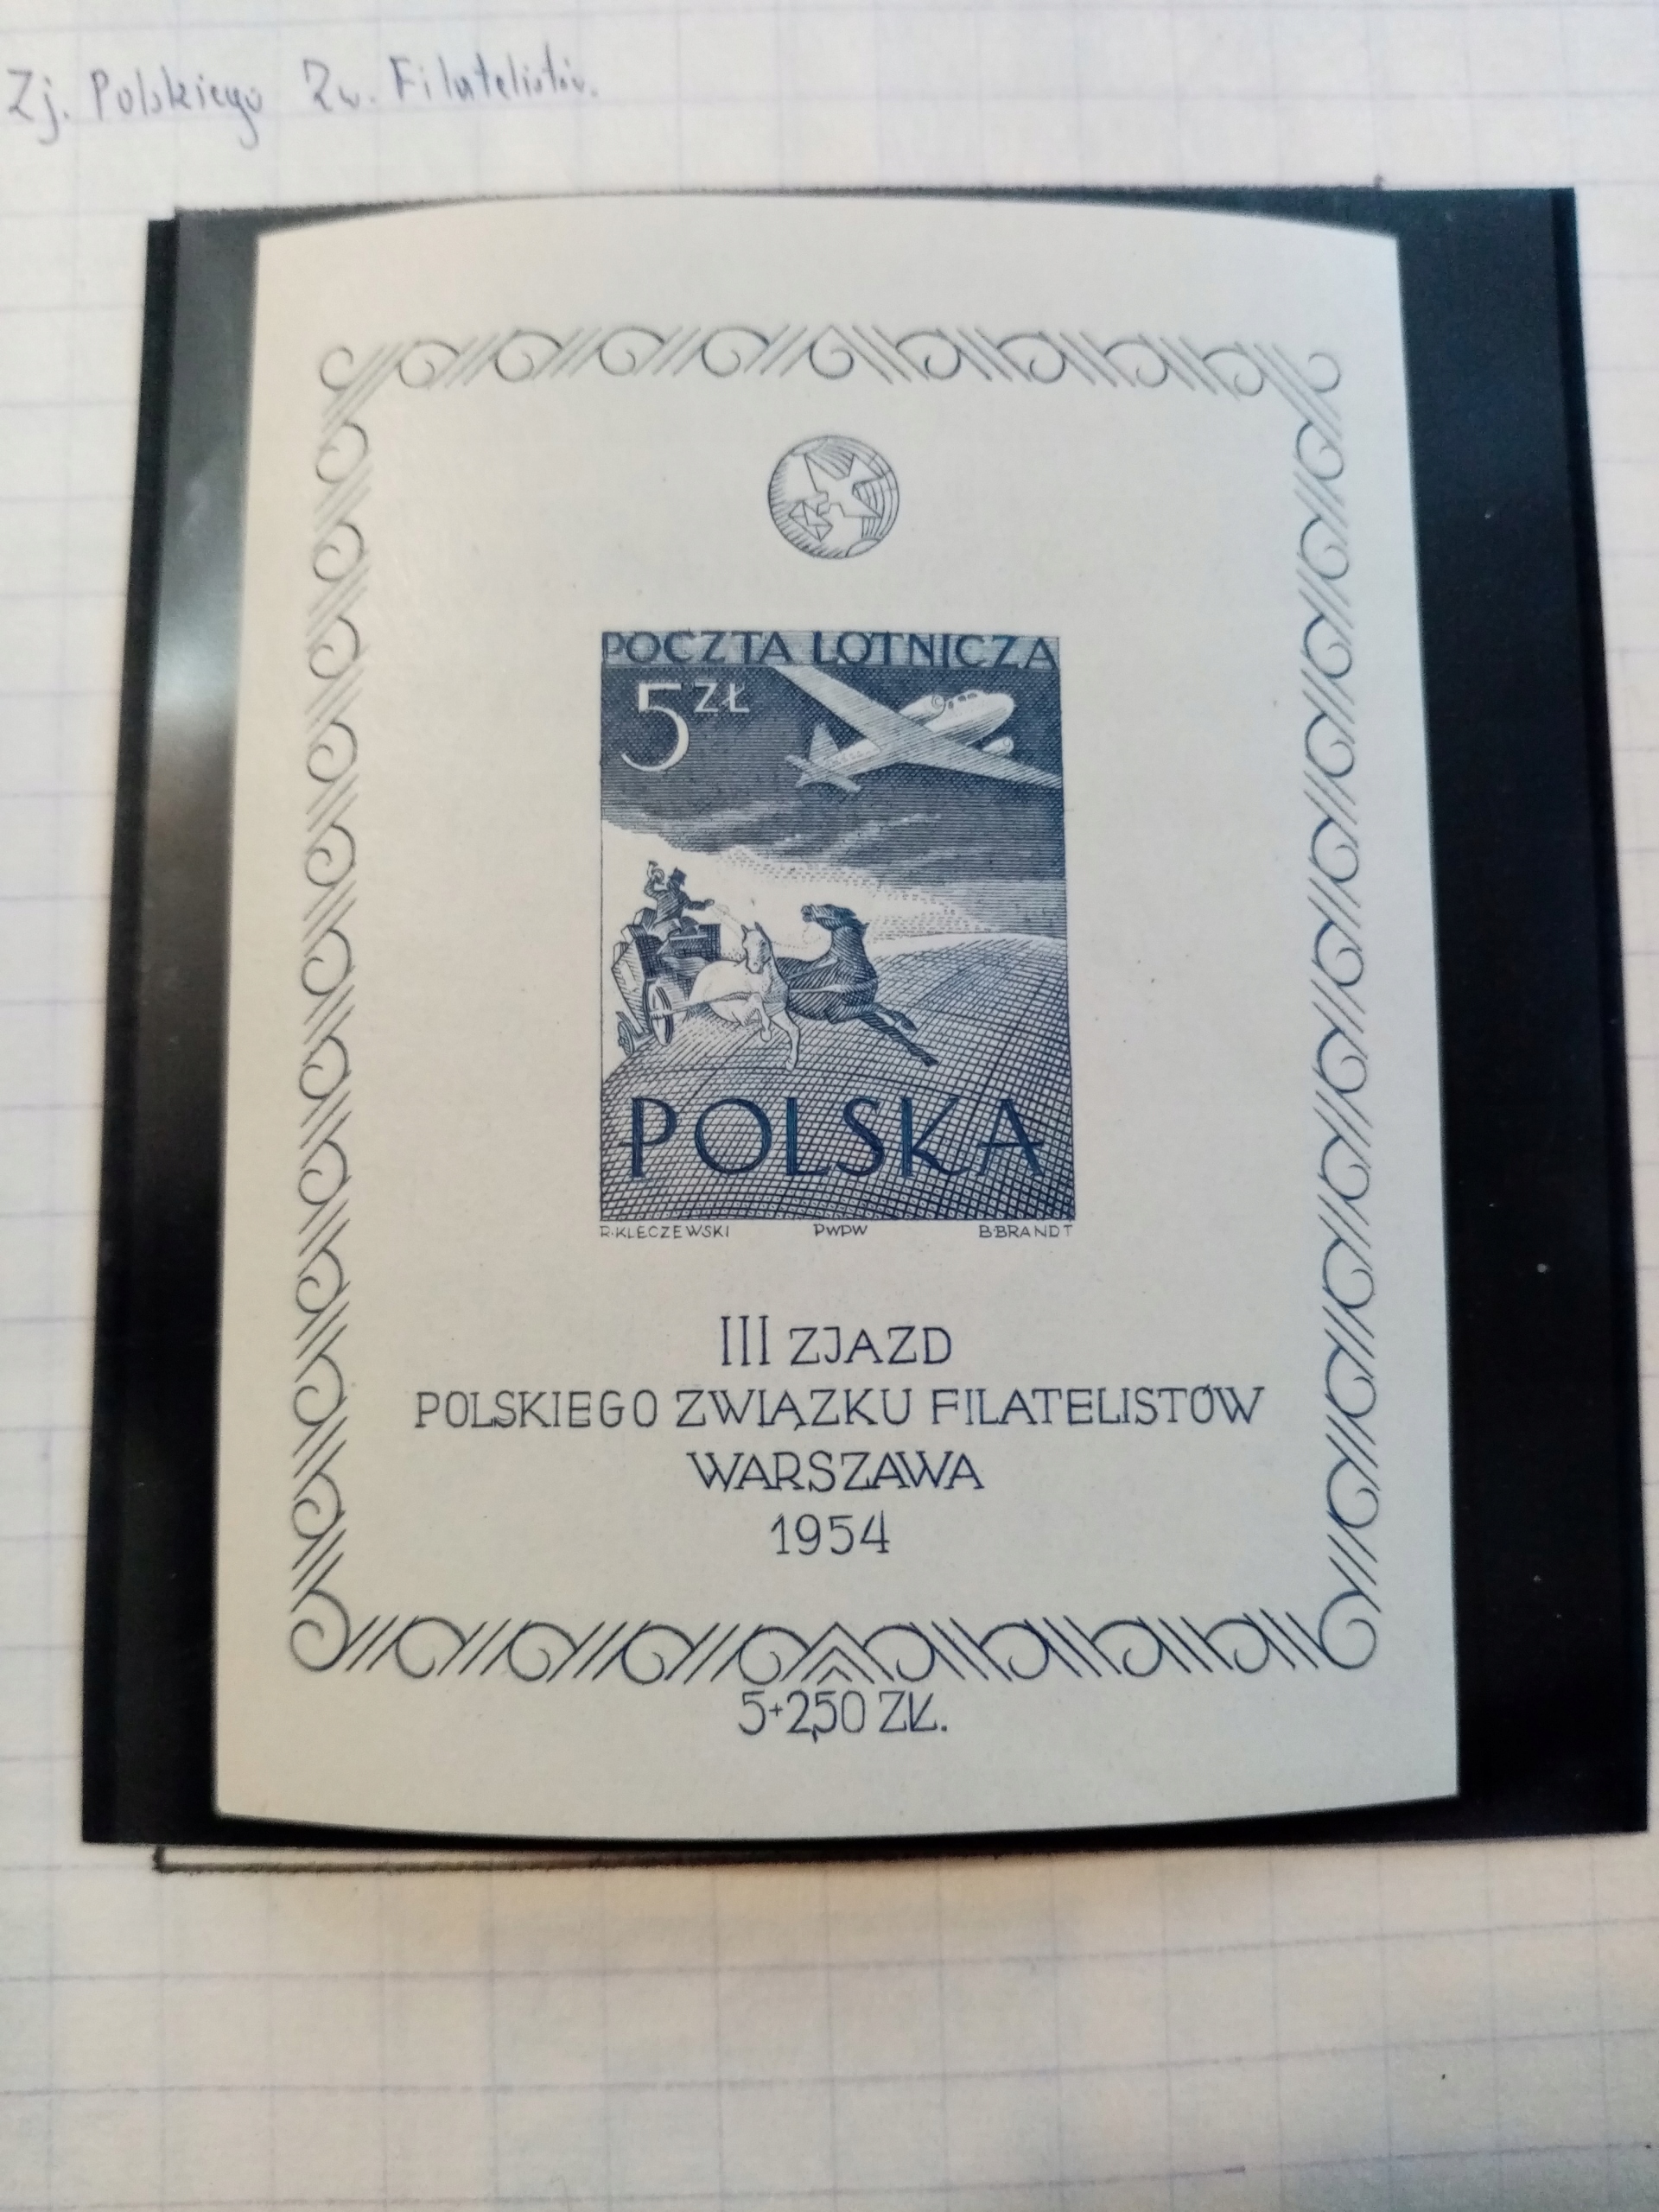 Zj. Polskiego Zw. Filatelistów.
POCZTA LOTNICZA
5 ZŁ
POLSKA
R·KLECZEWSKI PWPW B·BRANDT
III ZJAZD
POLSKIEGO ZWIĄZKU FILATELISTÓW
WARSZAWA
1954
5+2,50 ZŁ.